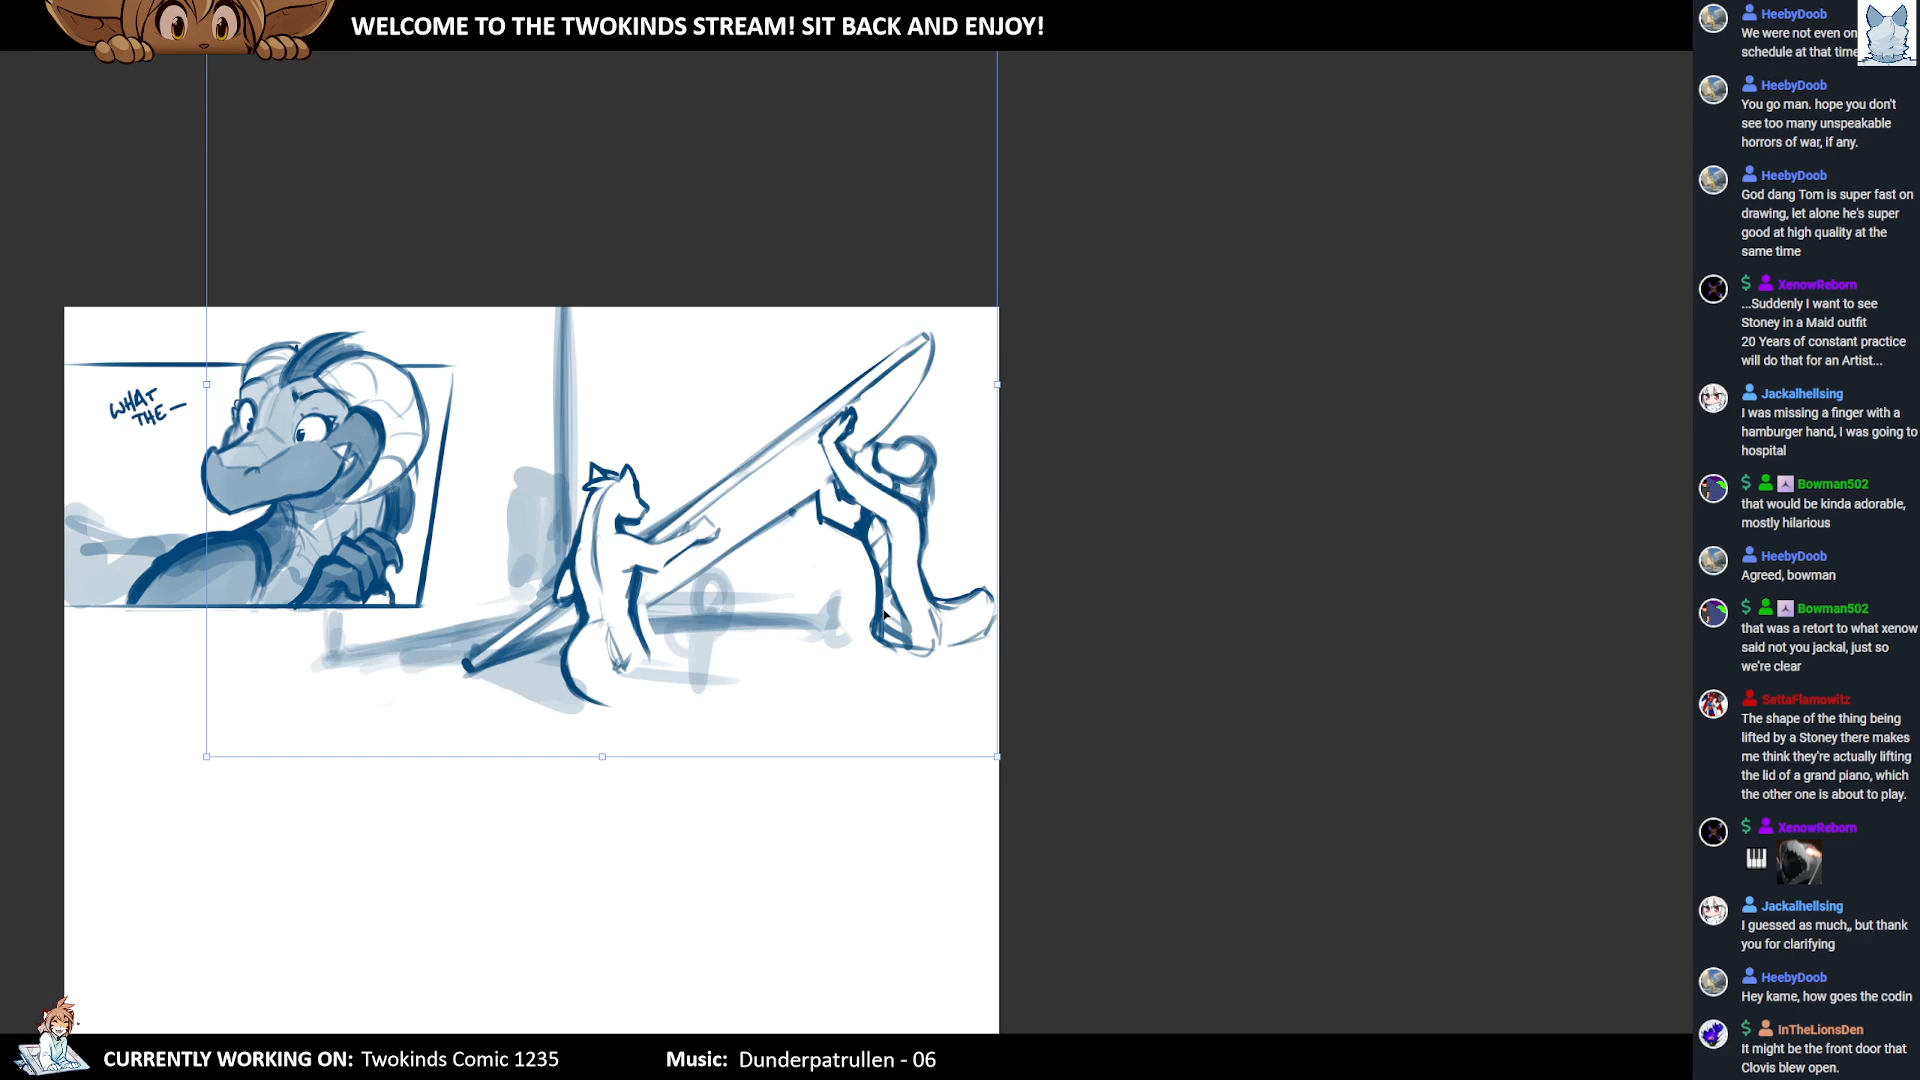 WELCOME TO THE TWOKINDS STREAM! SIT BACK AND ENJOY!
WHAT
THE—
CURRENTLY WORKING ON: Twokinds Comic 1235
Music: Dunderpatrullen - 06
HeebyDoob
We were not even on
schedule at that time
HeebyDoob
You go man. hope you don't
see too many unspeakable
horrors of war, if any.
HeebyDoob
God dang Tom is super fast on
drawing, let alone he's super
good at high quality at the
same time
XenowReborn
...Suddenly I want to see
Stoney in a Maid outfit
20 Years of constant practice
will do that for an Artist...
Jackalhellsing
I was missing a finger with a
hamburger hand, I was going to
hospital
Bowman502
that would be kinda adorable,
mostly hilarious
HeebyDoob
Agreed, bowman
Bowman502
that was a retort to what xenow
said not you jackal, just so
we're clear
SettaFlamowitz
The shape of the thing being
lifted by a Stoney there makes
me think they're actually lifting
the lid of a grand piano, which
the other one is about to play.
XenowReborn
Jackalhellsing
I guessed as much,, but thank
you for clarifying
HeebyDoob
Hey kame, how goes the codin
InTheLionsDen
It might be the front door that
Clovis blew open.